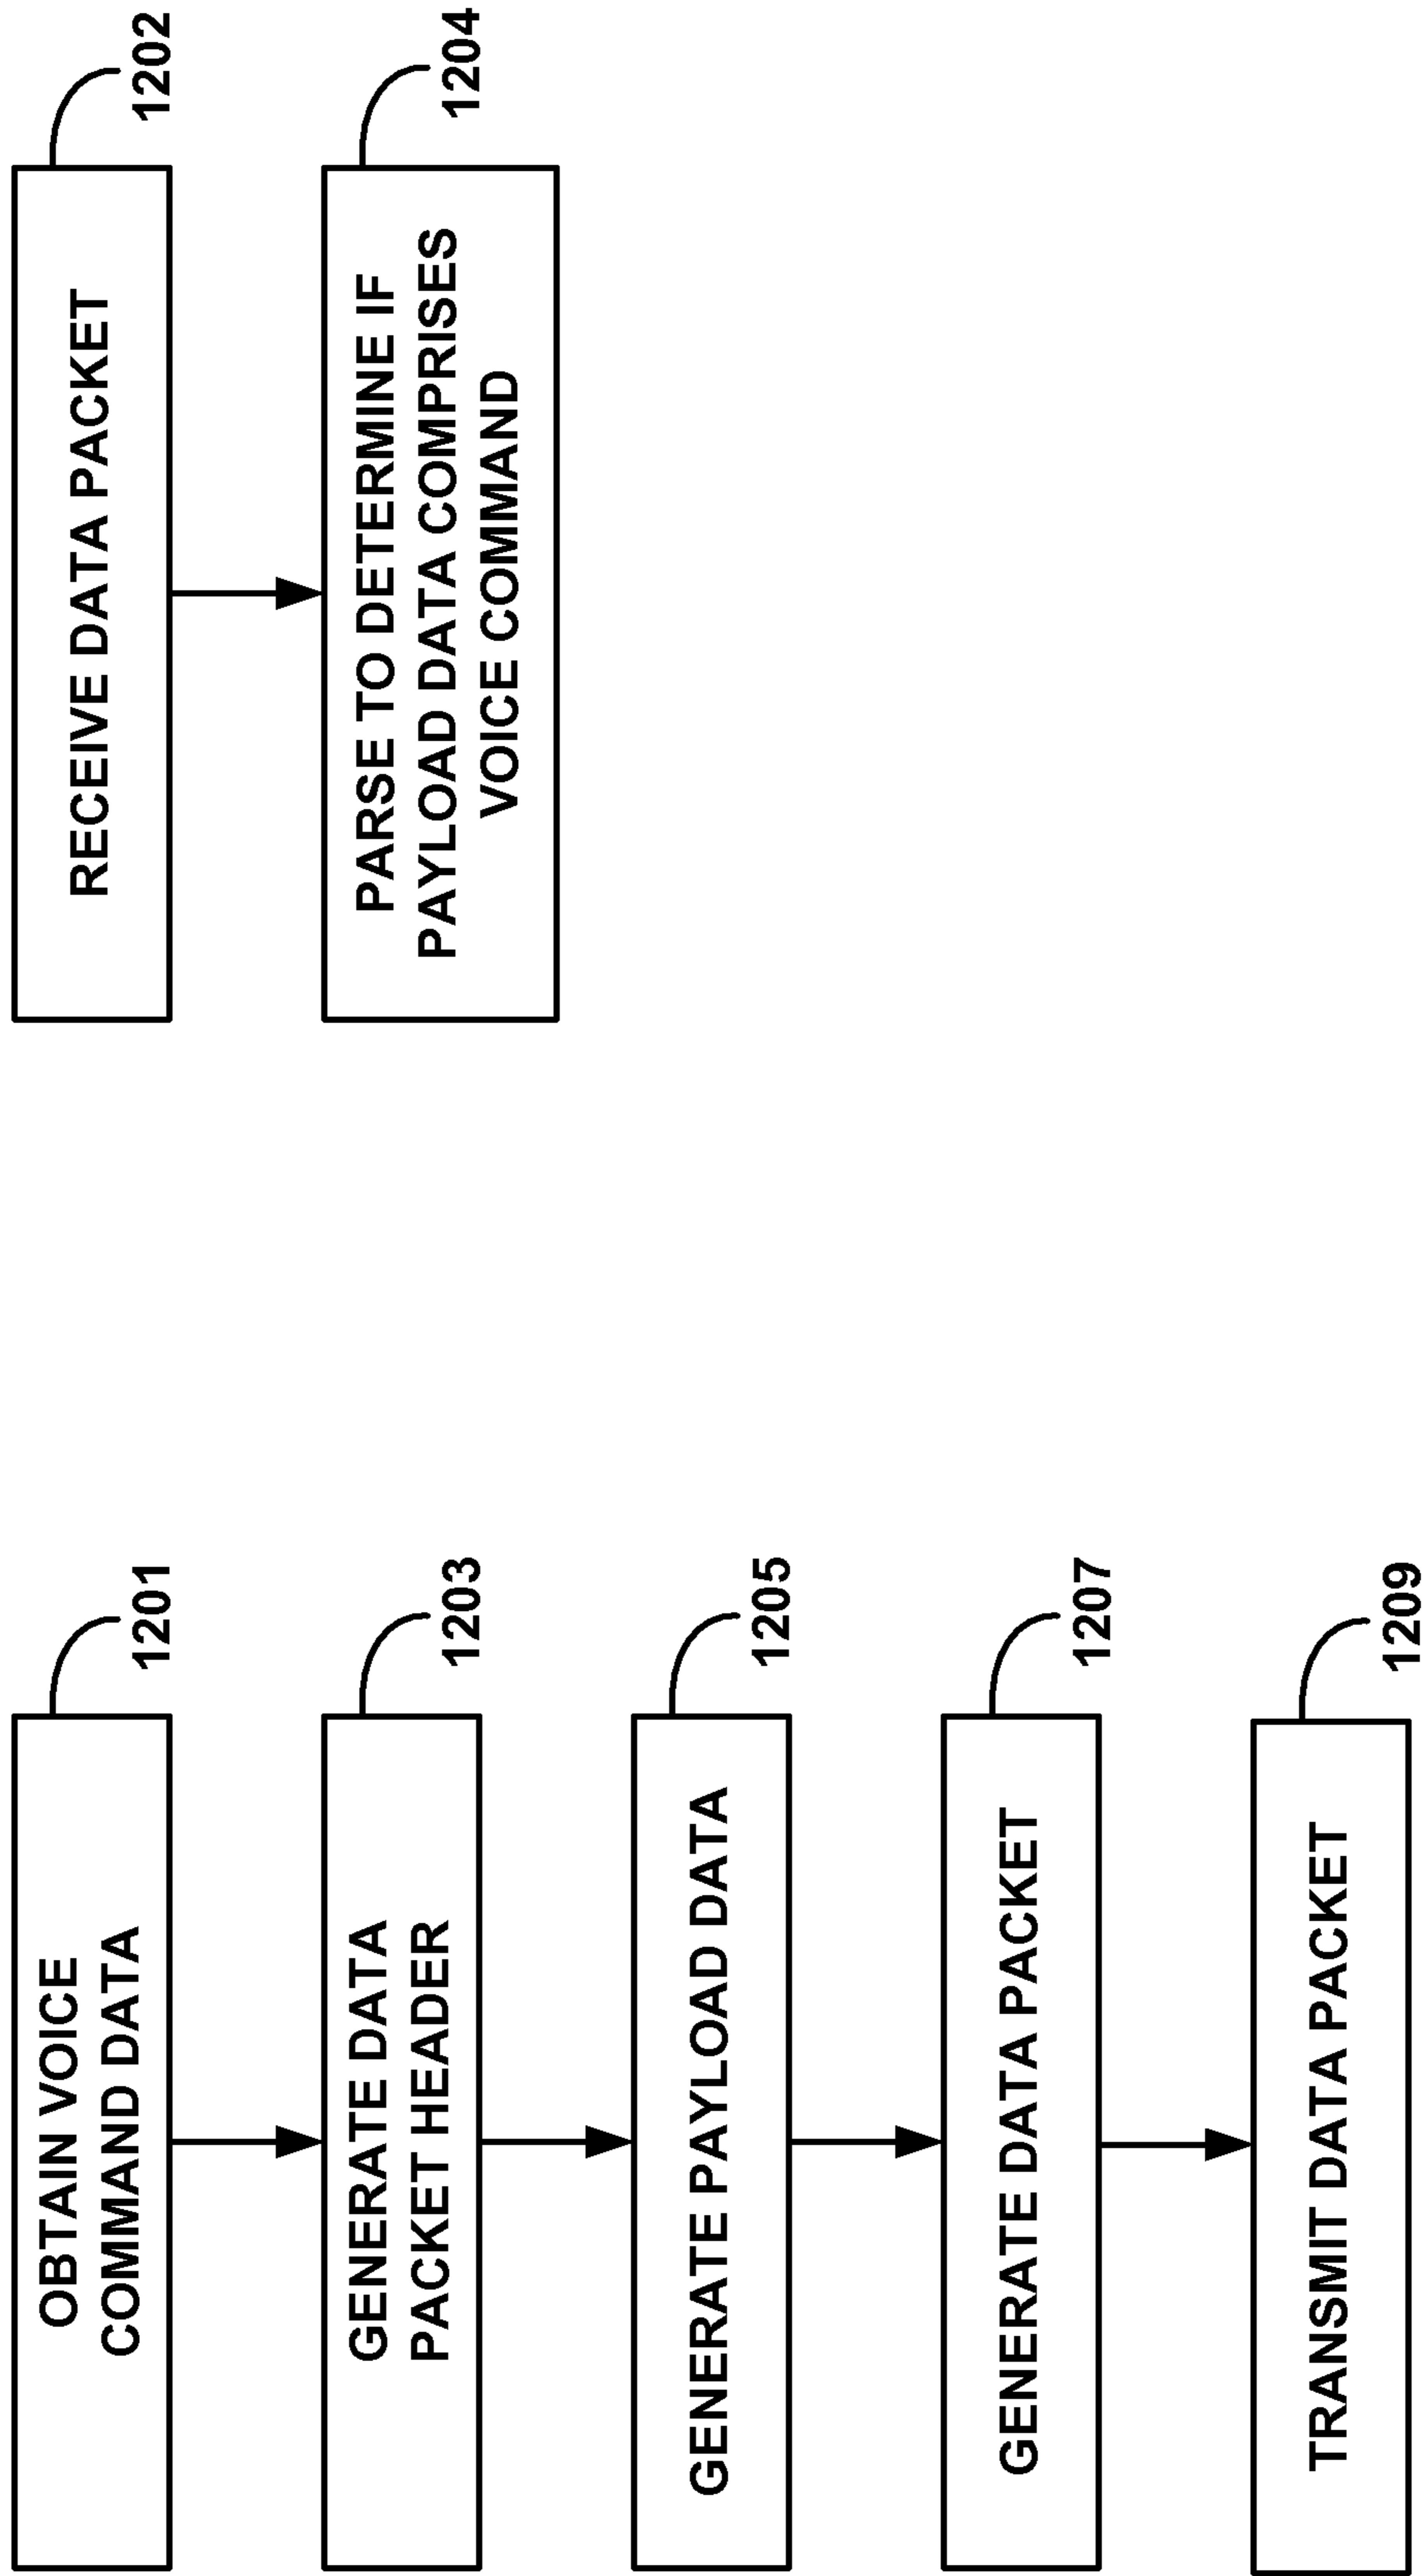 OBTAIN VOICE
COMMAND DATA
1201
GENERATE DATA
PACKET HEADER
1203
GENERATE PAYLOAD DATA
1205
GENERATE DATA PACKET
1207
TRANSMIT DATA PACKET
1209
RECEIVE DATA PACKET
1202
PARSE TO DETERMINE IF
PAYLOAD DATA COMPRISES
VOICE COMMAND
1204